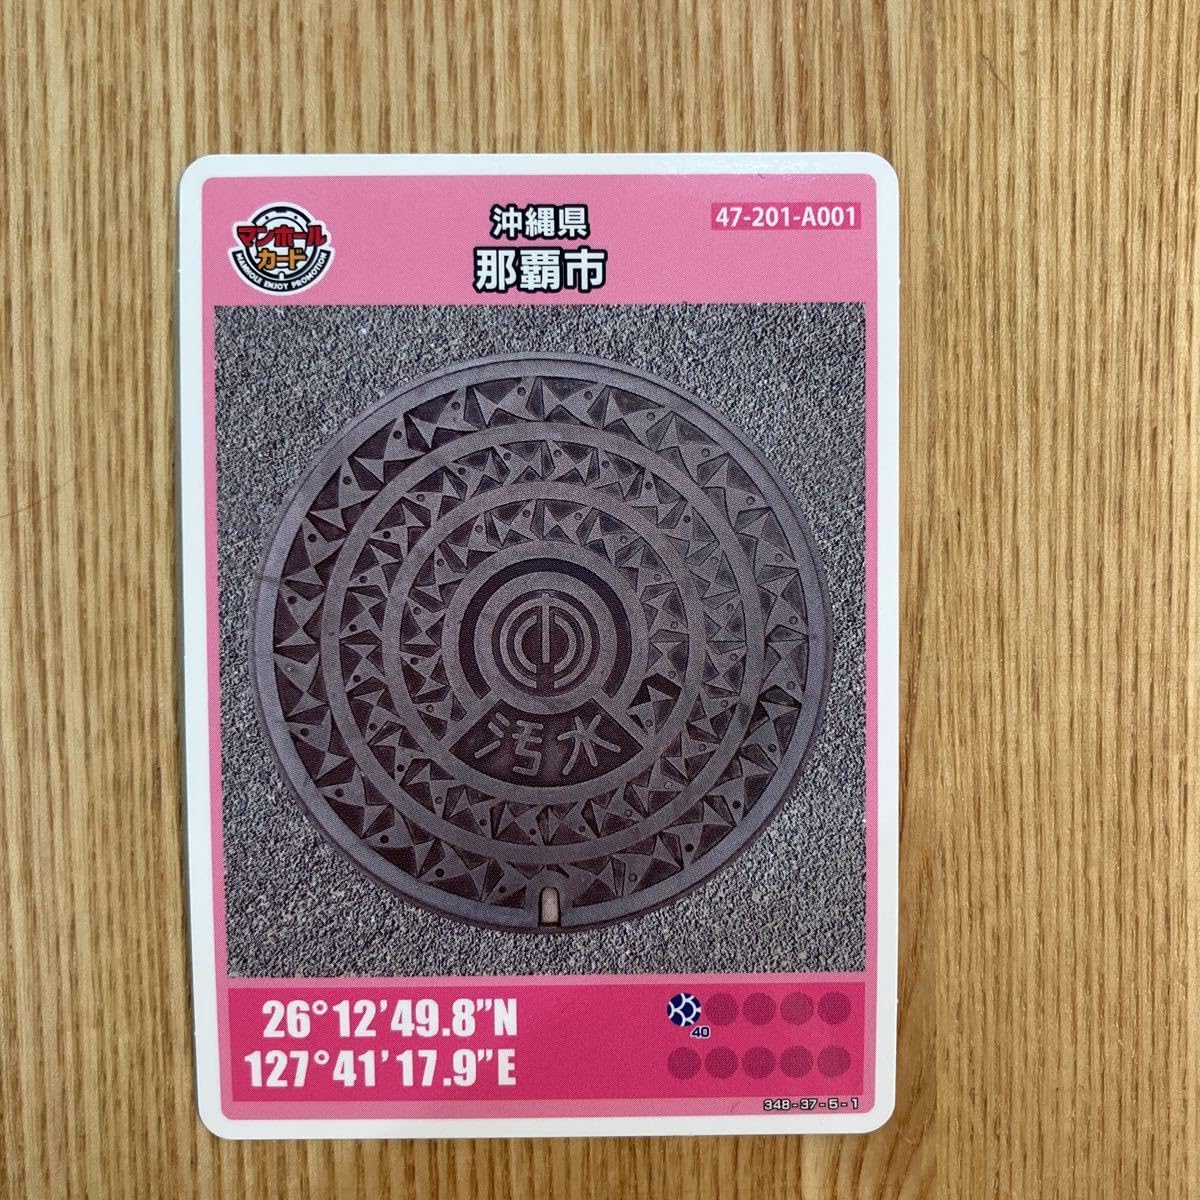 マンホール
カード
MANHOLE ENJOY PROMOTION
沖縄県
那覇市
47-201-A001
汚水
26°12'49.8"N
127°41'17.9"E
40
348-37-5-1